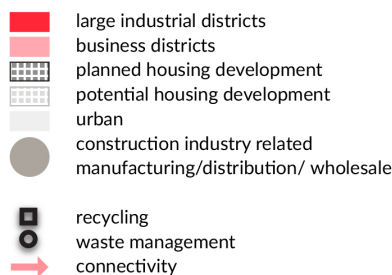 large industrial districts
business districts
planned housing development
potential housing development
urban
construction industry related
manufacturing/distribution/ wholesale
recycling
waste management
connectivity